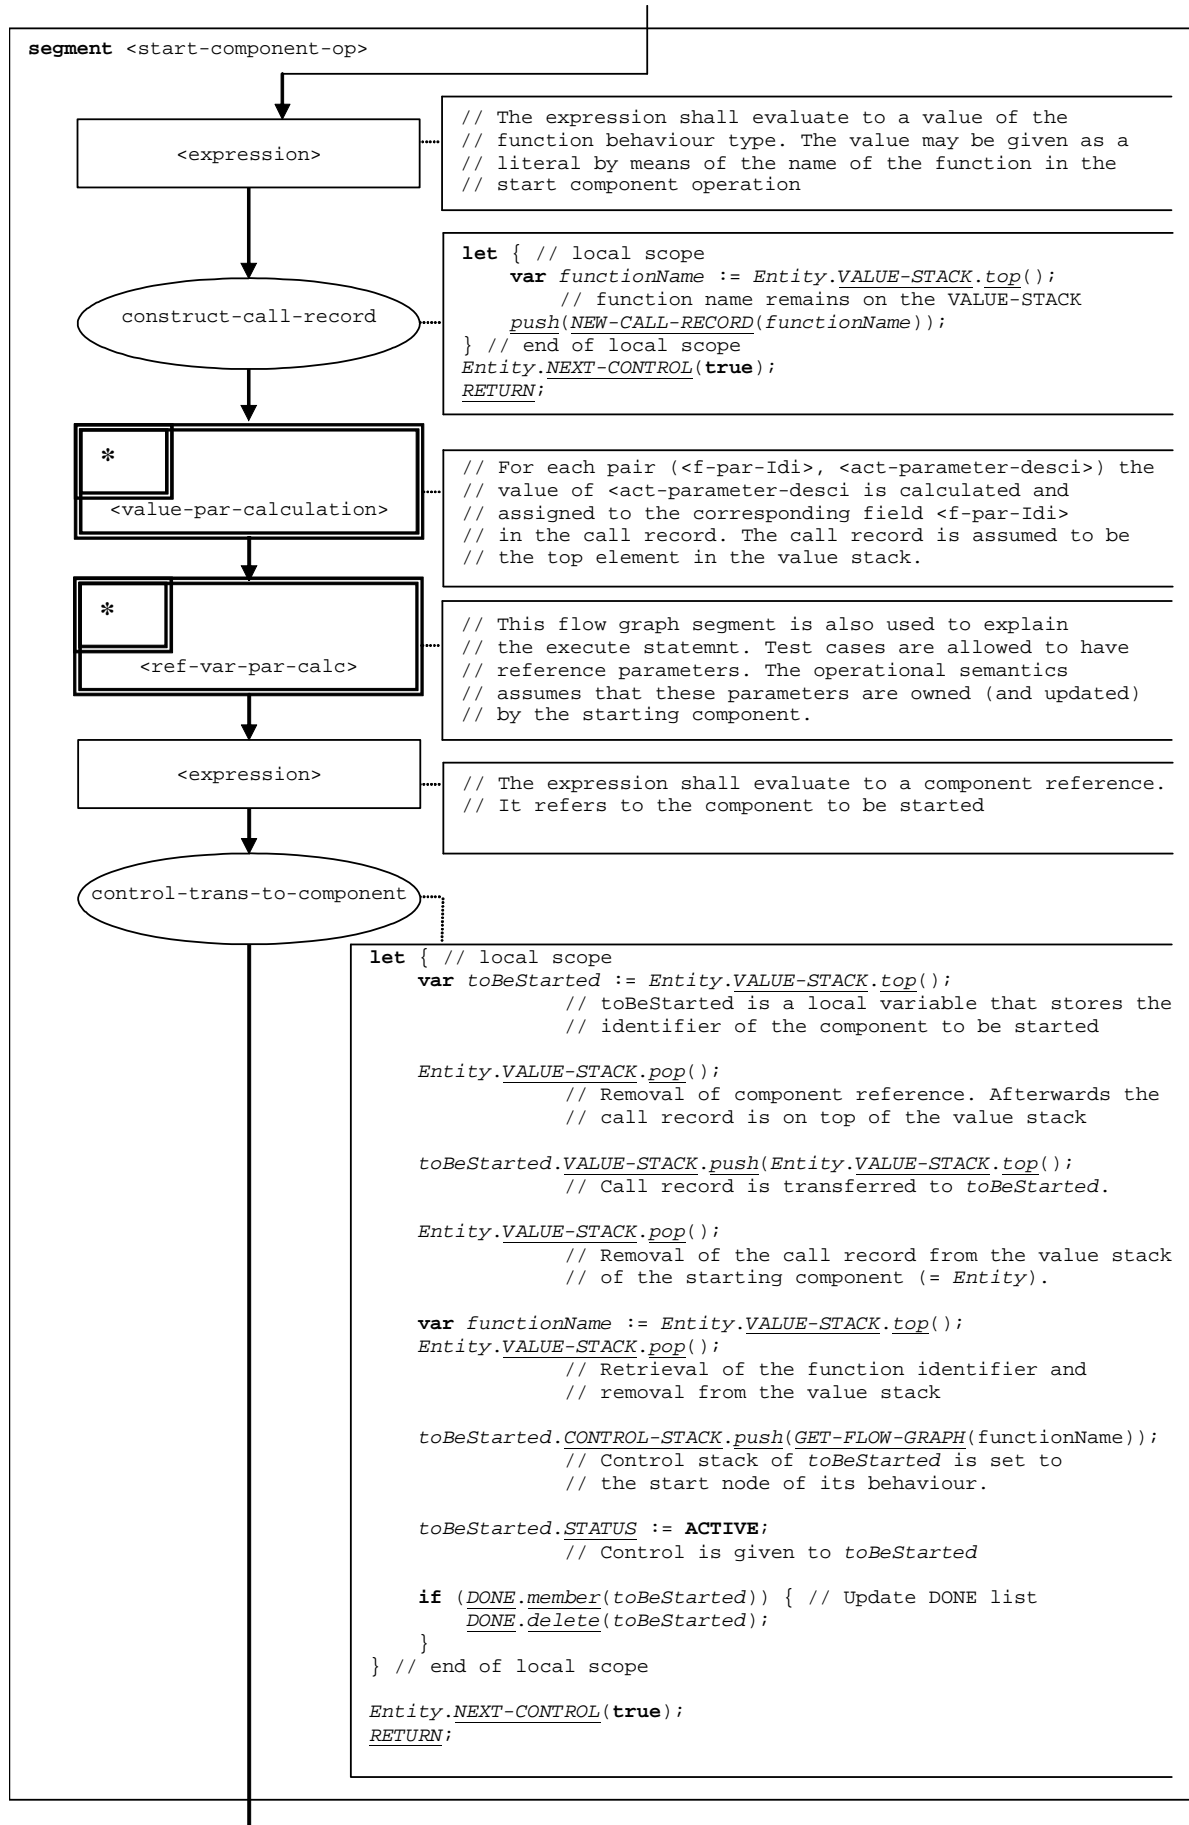 segment <start-component-op>
<expression>
// The expression shall evaluate to a value of the
// function behaviour type. The value may be given as a
// literal by means of the name of the function in the
// start component operation
construct-call-record
let { // local scope
var functionName := Entity.VALUE-STACK.top();
// function name remains on the VALUE-STACK
push(NEW-CALL-RECORD(functionName));
} // end of local scope
Entity.NEXT-CONTROL(true);
RETURN;
*
<value-par-calculation>
// For each pair (<f-par-Idi>, <act-parameter-desci>) the
// value of <act-parameter-desci is calculated and
// assigned to the corresponding field <f-par-Idi>
// in the call record. The call record is assumed to be
// the top element in the value stack.
*
<ref-var-par-calc>
// This flow graph segment is also used to explain
// the execute statemnt. Test cases are allowed to have
// reference parameters. The operational semantics
// assumes that these parameters are owned (and updated)
// by the starting component.
<expression>
// The expression shall evaluate to a component reference.
// It refers to the component to be started
control-trans-to-component
let { // local scope
var toBeStarted := Entity.VALUE-STACK.top();
// toBeStarted is a local variable that stores the
// identifier of the component to be started
Entity.VALUE-STACK.pop();
// Removal of component reference. Afterwards the
// call record is on top of the value stack
toBeStarted.VALUE-STACK.push(Entity.VALUE-STACK.top();
// Call record is transferred to toBeStarted.
Entity.VALUE-STACK.pop();
// Removal of the call record from the value stack
// of the starting component (= Entity).
var functionName := Entity.VALUE-STACK.top();
Entity.VALUE-STACK.pop();
// Retrieval of the function identifier and
// removal from the value stack
toBeStarted.CONTROL-STACK.push(GET-FLOW-GRAPH(functionName));
// Control stack of toBeStarted is set to
// the start node of its behaviour.
toBeStarted.STATUS := ACTIVE;
// Control is given to toBeStarted
if (DONE.member(toBeStarted)) { // Update DONE list
DONE.delete(toBeStarted);
}
} // end of local scope
Entity.NEXT-CONTROL(true);
RETURN;